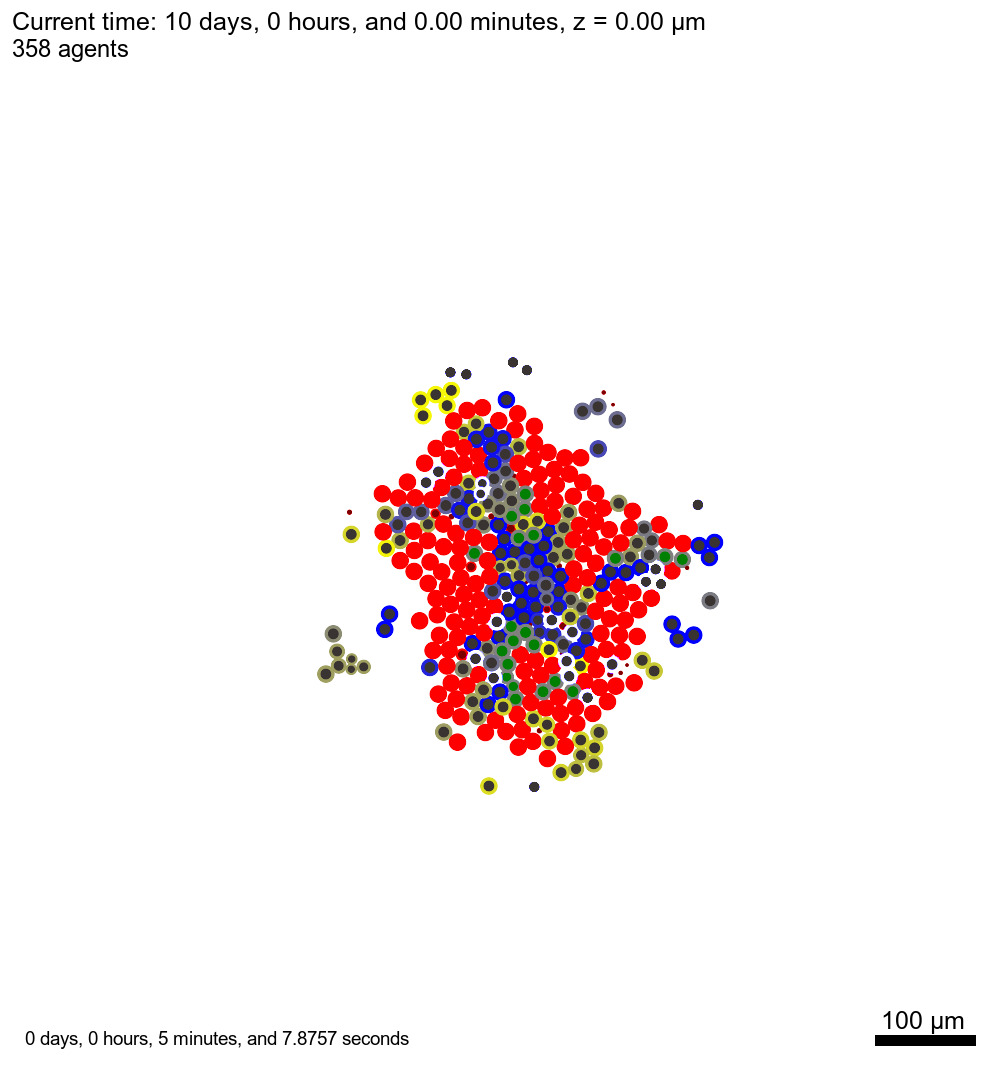 Current time: 10 days, 0 hours, and 0.00 minutes, z = 0.00 µm
358 agents
100 µm
0 days, 0 hours, 5 minutes, and 7.8757 seconds